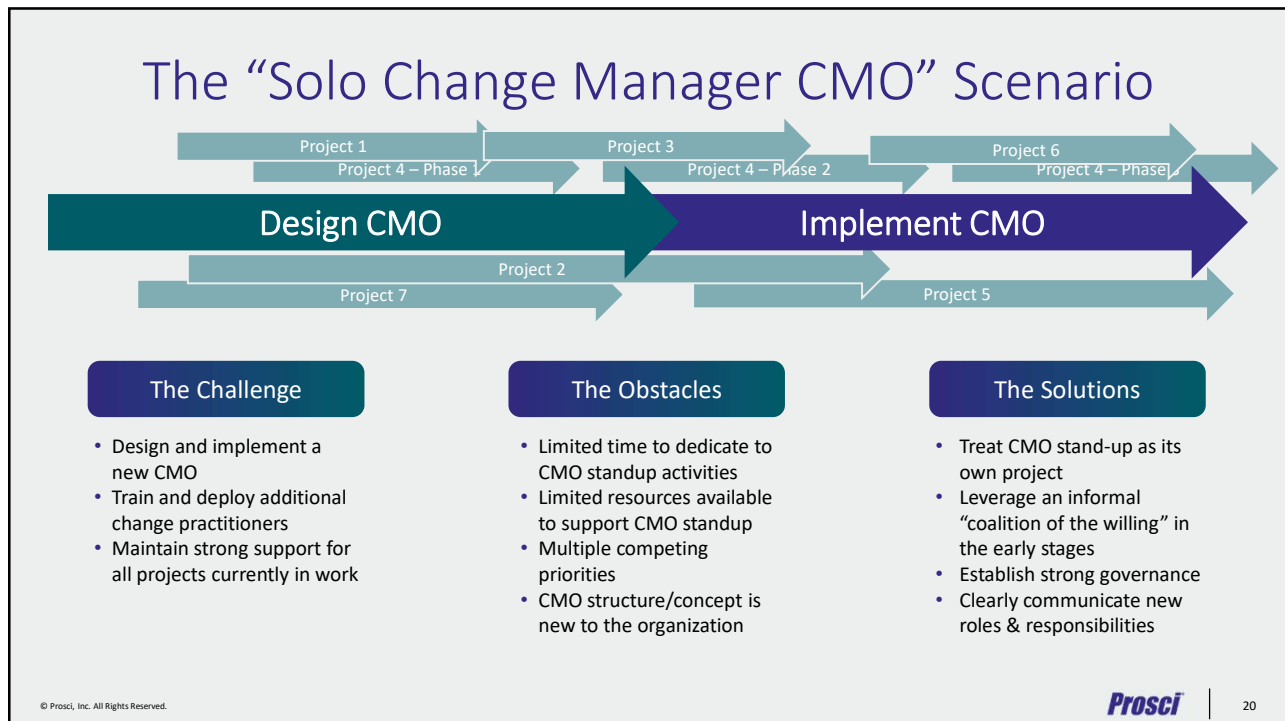 The “Solo Change Manager CMO” Scenario
Project 1
Project 3
Project 6
Project 4 – Phase 1
Project 4 – Phase 2
Project 4 – Phase
Design CMO
Implement CMO
Project 2
Project 7
Project 5
The Challenge
• Design and implement a
new CMO
• Train and deploy additional
change practitioners
• Maintain strong support for
all projects currently in work
The Obstacles
• Limited time to dedicate to
CMO standup activities
• Limited resources available
to support CMO standup
• Multiple competing
priorities
• CMO structure/concept is
new to the organization
The Solutions
• Treat CMO stand-up as its
own project
• Leverage an informal
“coalition of the willing” in
the early stages
• Establish strong governance
• Clearly communicate new
roles & responsibilities
© Prosci, Inc. All Rights Reserved.
Prosci
20